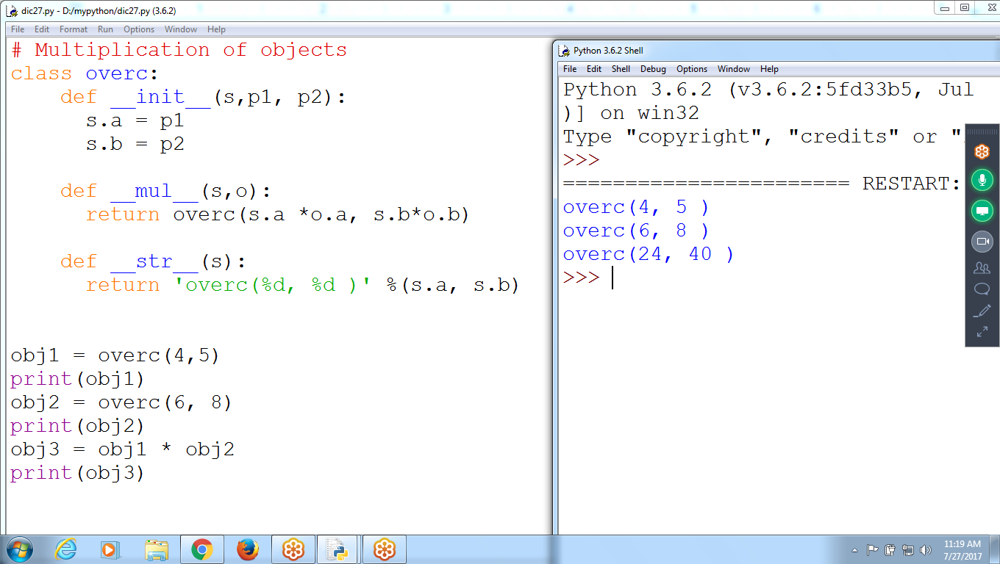 dic27.py - D:/mypython/dic27.py (3.6.2)
File Edit Format Run Options Window Help
# Multiplication of objects
class overc:
    def __init__(s,p1, p2):
      s.a = p1
      s.b = p2
    def __mul__(s,o):
      return overc(s.a *o.a, s.b*o.b)
    def __str__(s):
      return 'overc(%d, %d )' %(s.a, s.b)
obj1 = overc(4,5)
print(obj1)
obj2 = overc(6, 8)
print(obj2)
obj3 = obj1 * obj2
print(obj3)
Python 3.6.2 Shell
File Edit Shell Debug Options Window Help
Python 3.6.2 (v3.6.2:5fd33b5, Jul
)] on win32
Type "copyright", "credits" or "
>>>
======================= RESTART:
overc(4, 5 )
overc(6, 8 )
overc(24, 40 )
>>>
11:19 AM
7/27/2017